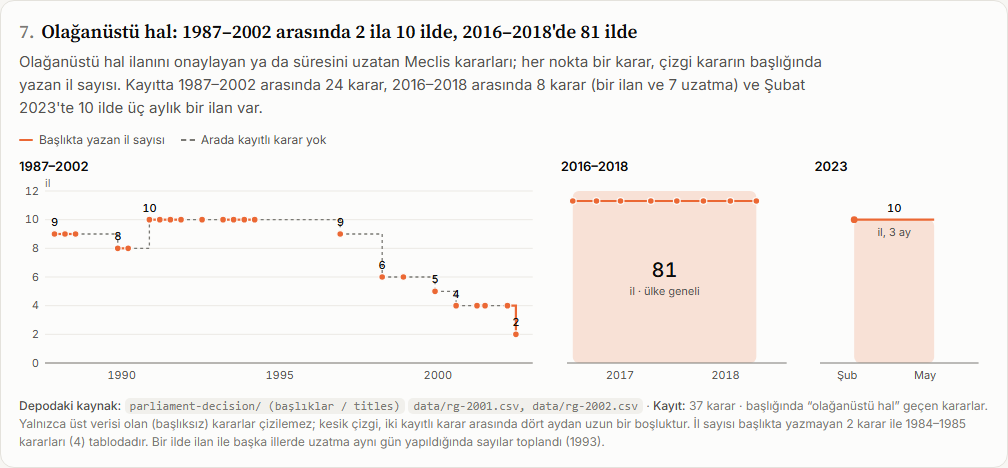 7. Olağanüstü hal: 1987–2002 arasında 2 ila 10 ilde, 2016–2018'de 81 ilde
Olağanüstü hal ilanını onaylayan ya da süresini uzatan Meclis kararları; her nokta bir karar, çizgi kararın başlığında
yazan il sayısı. Kayıtta 1987–2002 arasında 24 karar, 2016–2018 arasında 8 karar (bir ilan ve 7 uzatma) ve Şubat
2023'te 10 ilde üç aylık bir ilan var.
Başlıkta yazan il sayısı Arada kayıtlı karar yok
1987–2002 2016–2018 2023
il
12
10
8
6
4
2
0
9
8
10
9
6
5
4
2
1990 1995 2000
81
il · ülke geneli
2017 2018
10
il, 3 ay
Şub May
Depodaki kaynak: parliament-decision/ (başlıklar / titles) data/rg-2001.csv, data/rg-2002.csv · Kayıt: 37 karar · başlığında “olağanüstü hal” geçen kararlar.
Yalnızca üst verisi olan (başlıksız) kararlar çizilemez; kesik çizgi, iki kayıtlı karar arasında dört aydan uzun bir boşluktur. İl sayısı başlıkta yazmayan 2 karar ile 1984–1985
kararları (4) tablodadır. Bir ilde ilan ile başka illerde uzatma aynı gün yapıldığında sayılar toplandı (1993).